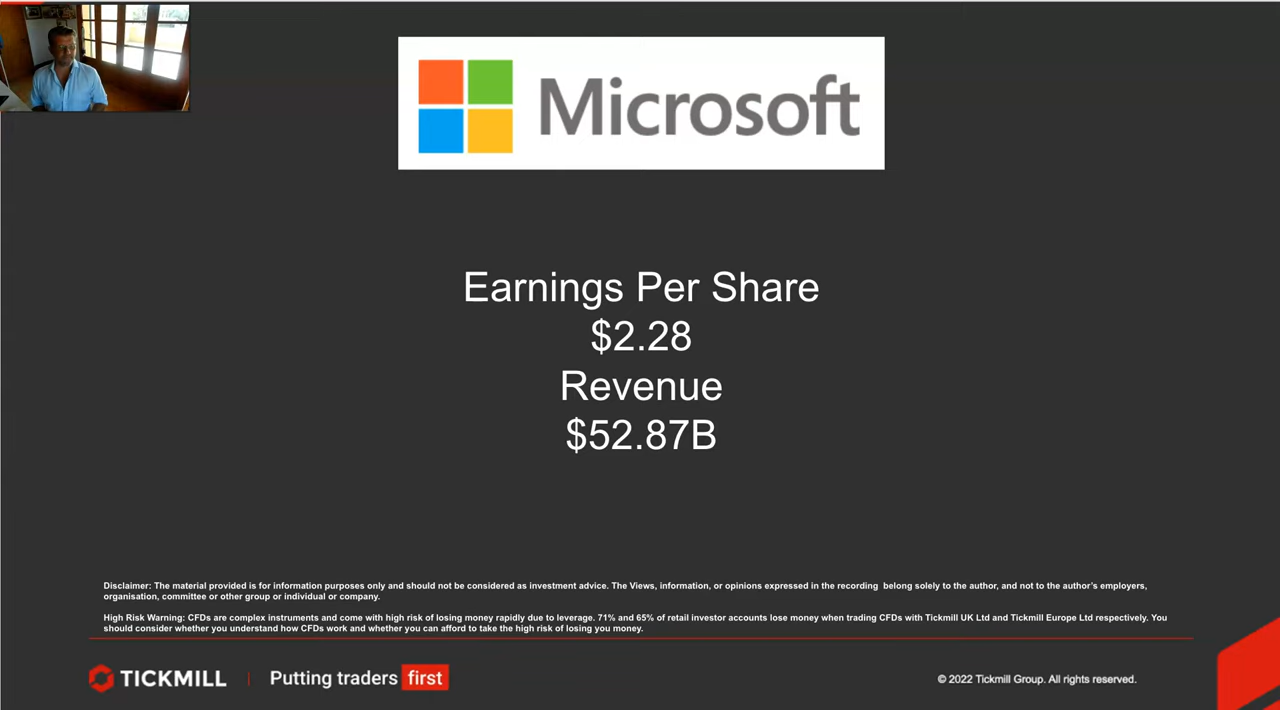 Microsoft
Earnings Per Share
$2.28
Revenue
$52.87B
Disclaimer: The material provided is for information purposes only and should not be considered as investment advice. The Views, information, or opinions expressed in the recording  belong solely to the author, and not to the author's employers,
organisation, committee or other group or individual or company.
High Risk Warning: CFDs are complex instruments and come with high risk of losing money rapidly due to leverage. 71% and 65% of retail investor accounts lose money when trading CFDs with Tickmill UK Ltd and Tickmill Europe Ltd respectively. You
should consider whether you understand how CFDs work and whether you can afford to take the high risk of losing you money.
TICKMILL | Putting traders first
© 2022 Tickmill Group. All rights reserved.